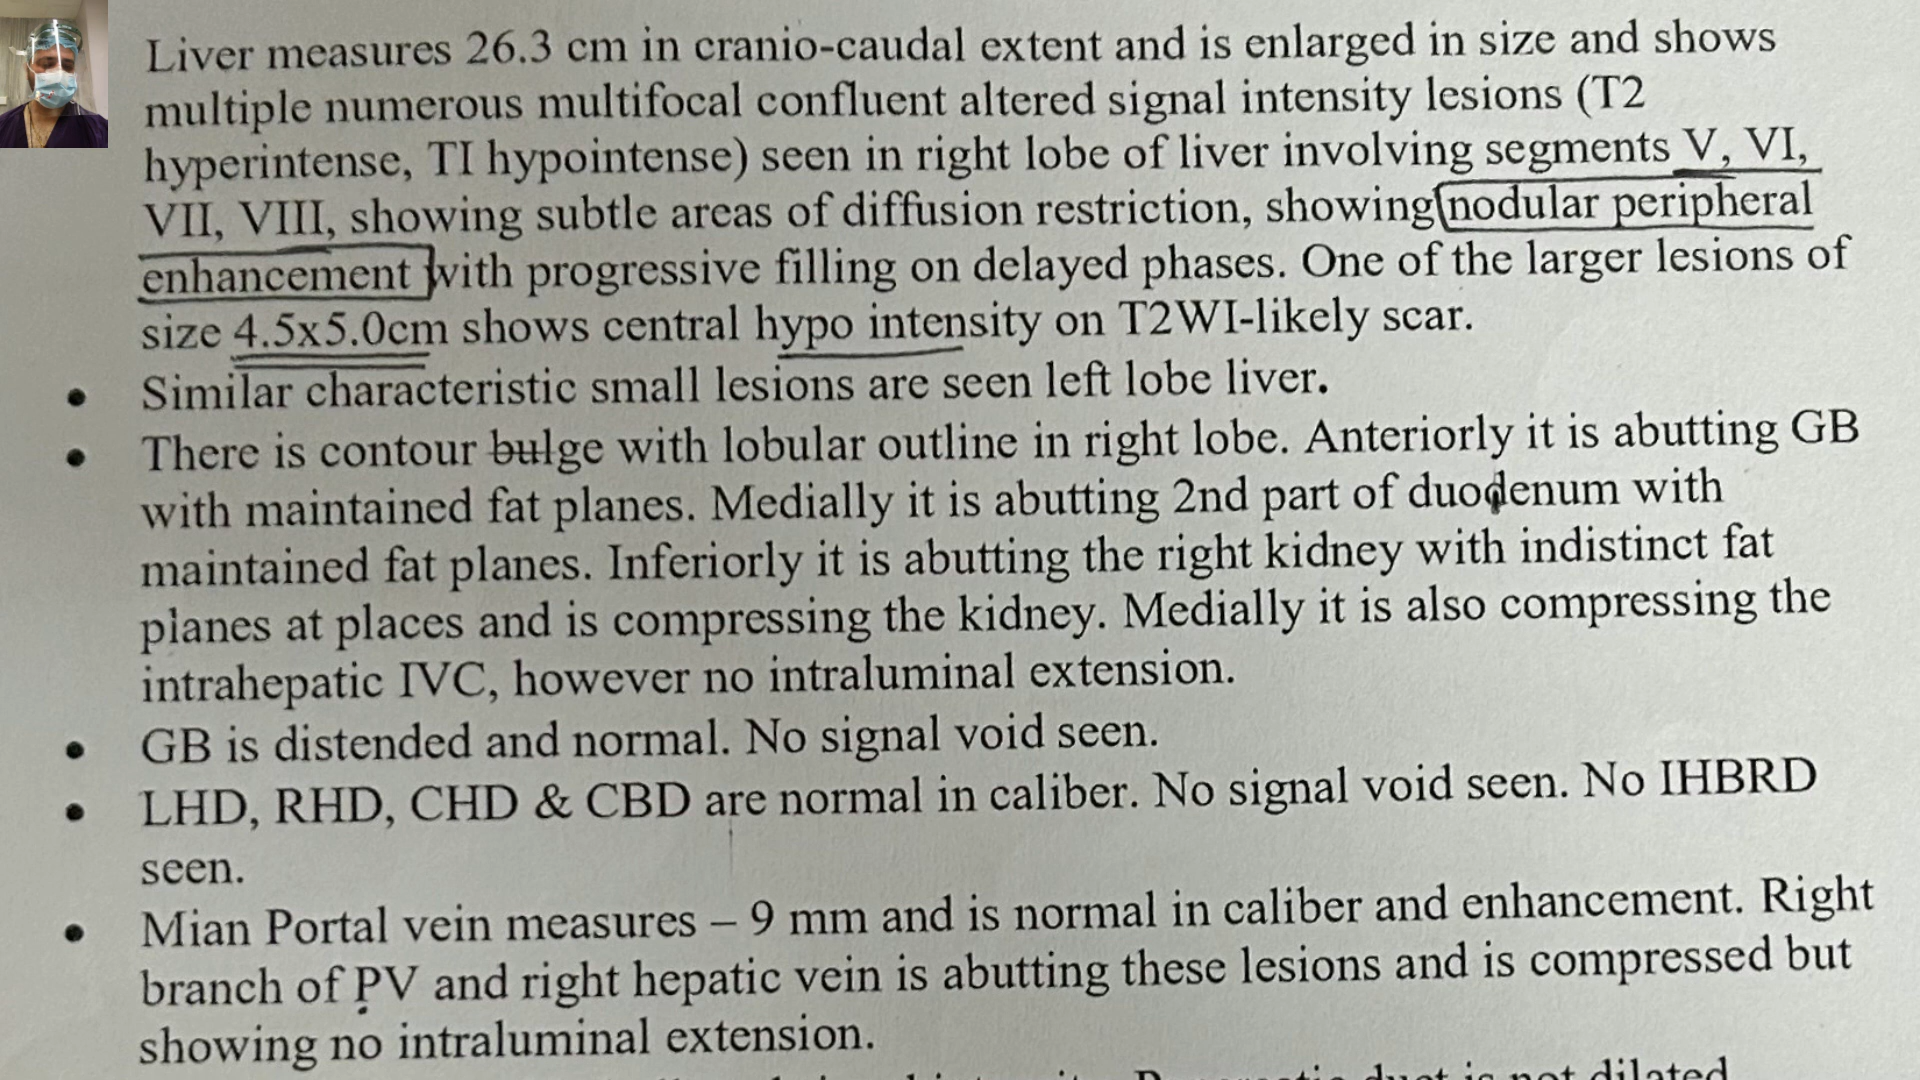 Liver measures 26.3 cm in cranio-caudal extent and is enlarged in size and shows
multiple numerous multifocal confluent altered signal intensity lesions (T2
hyperintense, TI hypointense) seen in right lobe of liver involving segments V, VI,
VII, VIII, showing subtle areas of diffusion restriction, showing nodular peripheral
enhancement with progressive filling on delayed phases. One of the larger lesions of
size 4.5x5.0cm shows central hypo intensity on T2WI-likely scar.
• Similar characteristic small lesions are seen left lobe liver.
• There is contour bulge with lobular outline in right lobe. Anteriorly it is abutting GB
with maintained fat planes. Medially it is abutting 2nd part of duodenum with
maintained fat planes. Inferiorly it is abutting the right kidney with indistinct fat
planes at places and is compressing the kidney. Medially it is also compressing the
intrahepatic IVC, however no intraluminal extension.
• GB is distended and normal. No signal void seen.
• LHD, RHD, CHD & CBD are normal in caliber. No signal void seen. No IHBRD
seen.
• Mian Portal vein measures – 9 mm and is normal in caliber and enhancement. Right
branch of PV and right hepatic vein is abutting these lesions and is compressed but
showing no intraluminal extension.
duct is not dilated